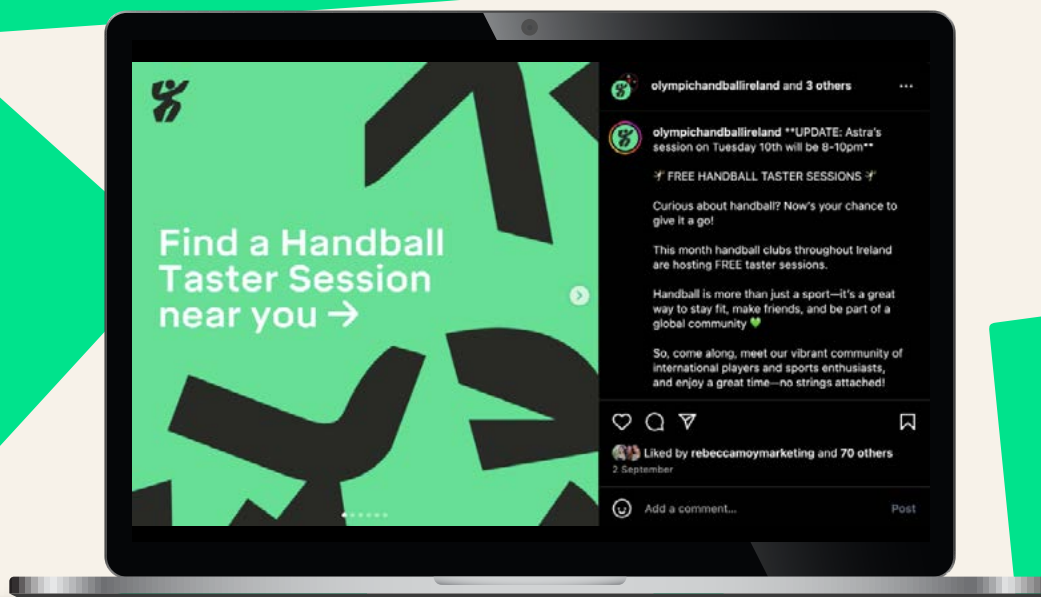 Find a Handball
Taster Session
near you →
olympichandballireland and 3 others
olympichandballireland **UPDATE: Astra's
session on Tuesday 10th will be 8-10pm**
🤾 FREE HANDBALL TASTER SESSIONS 🤾
Curious about handball? Now's your chance to
give it a go!
This month handball clubs throughout Ireland
are hosting FREE taster sessions.
Handball is more than just a sport—it's a great
way to stay fit, make friends, and be part of a
global community 💚
So, come along, meet our vibrant community of
international players and sports enthusiasts,
and enjoy a great time—no strings attached!
Liked by rebeccamoymarketing and 70 others
2 September
Add a comment...
Post